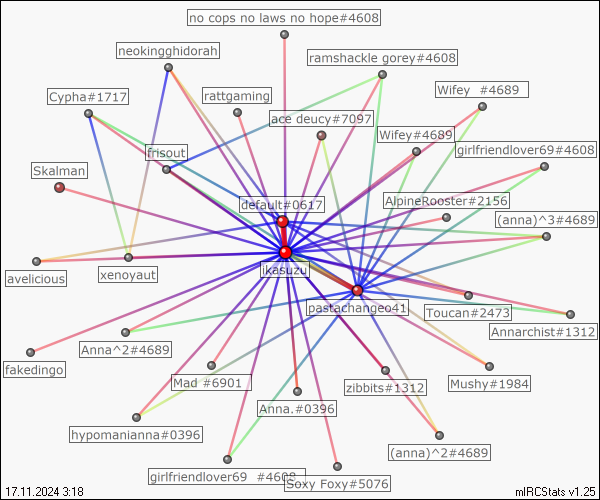 no cops no laws no hope#4608
neokingghidorah
ramshackle gorey#4608
Wifey #4689
Cypha#1717
rattgaming
ace deucy#7097
Wifey#4689
girlfriendlover69#4608
frisout
Skalman
default#0617
AlpineRooster#2156
(anna)^3#4689
avelicious
xenoyaut
ikasuzu
pastachangeo41
Toucan#2473
Annarchist#1312
Anna^2#4689
fakedingo
Mad #6901
zibbits#1312
Mushy#1984
Anna.#0396
hypomanianna#0396
(anna)^2#4689
girlfriendlover69 #4608
Soxy Foxy#5076
17.11.2024 3:18
mIRCStats v1.25